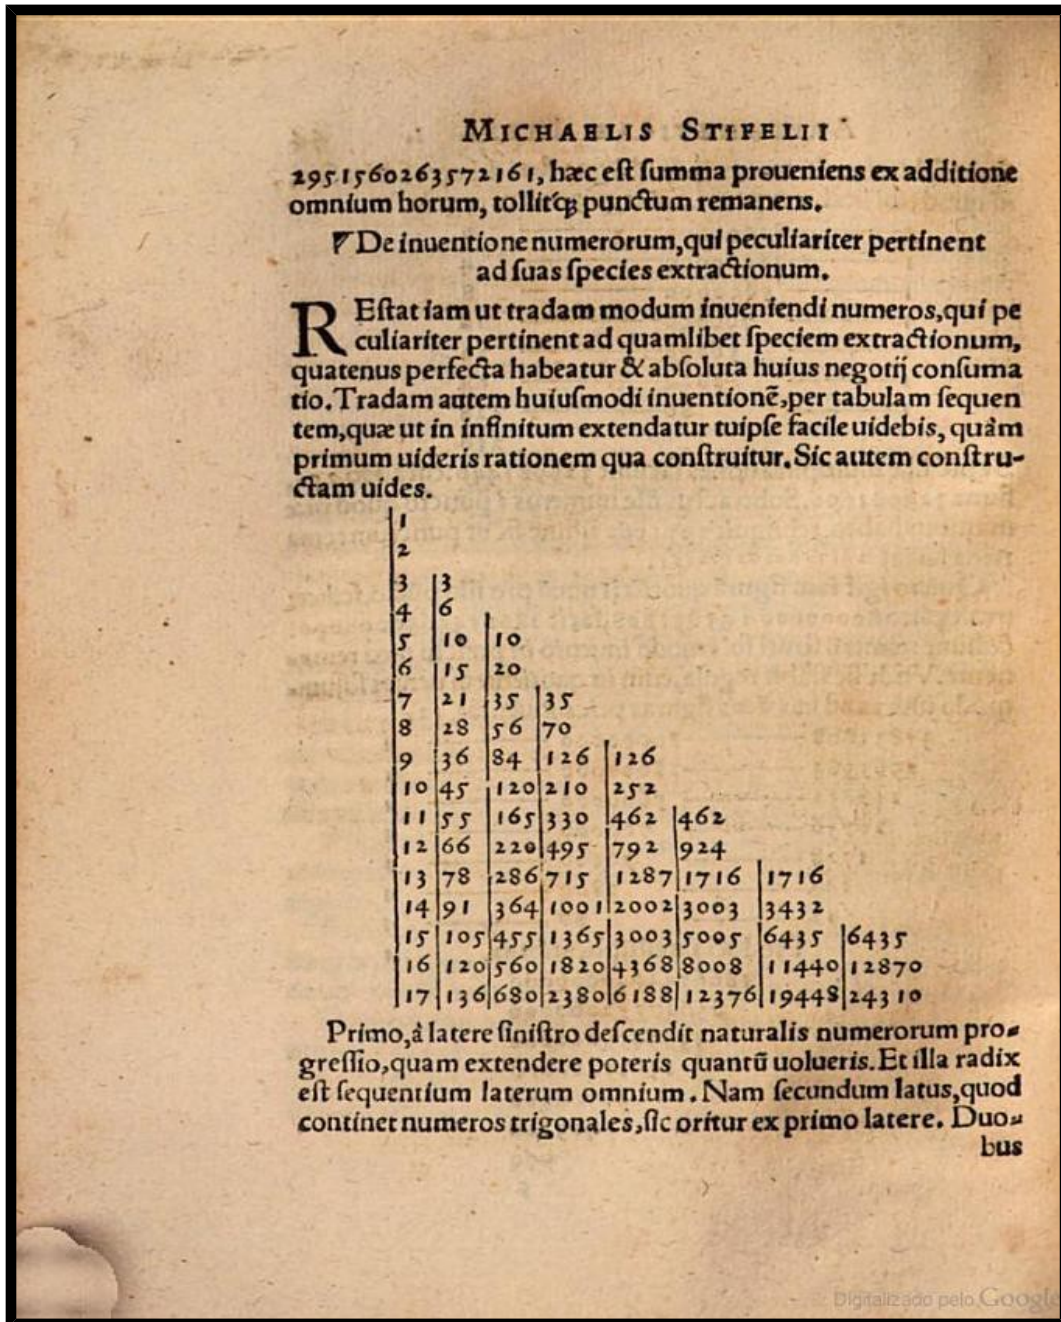 MICHAELIS STIFELII
2951560263572161, hæc eſt ſumma proueniens ex additione
omnium horum, tollitq́ꝫ punctum remanens.
De inuentione numerorum, qui peculiariter pertinent
ad ſuas ſpecies extractionum.
REſtat iam ut tradam modum inueniendi numeros, qui pe
culiariter pertinent ad quamlibet ſpeciem extractionum,
quatenus perfecta habeatur & abſoluta huius negotij conſuma
tio. Tradam autem huiuſmodi inuentionē, per tabulam ſequen
tem, quæ ut in infinitum extendatur tuipſe facile uidebis, quàm
primum uideris rationem qua conſtruitur. Sic autem conſtru-
ctam uides.
1
2
3 3
4 6
5 10 10
6 15 20
7 21 35 35
8 28 56 70
9 36 84 126 126
10 45 120 210 252
11 55 165 330 462 462
12 66 220 495 792 924
13 78 286 715 1287 1716 1716
14 91 364 1001 2002 3003 3432
15 105 455 1365 3003 5005 6435 6435
16 120 560 1820 4368 8008 11440 12870
17 136 680 2380 6188 12376 19448 24310
Primo, à latere ſiniſtro deſcendit naturalis numerorum pro-
greſſio, quam extendere poteris quantū uolueris. Et illa radix
eſt ſequentium laterum omnium. Nam ſecundum latus, quod
continet numeros trigonales, ſic oritur ex primo latere. Duo-
bus
Digitalizado pelo Google